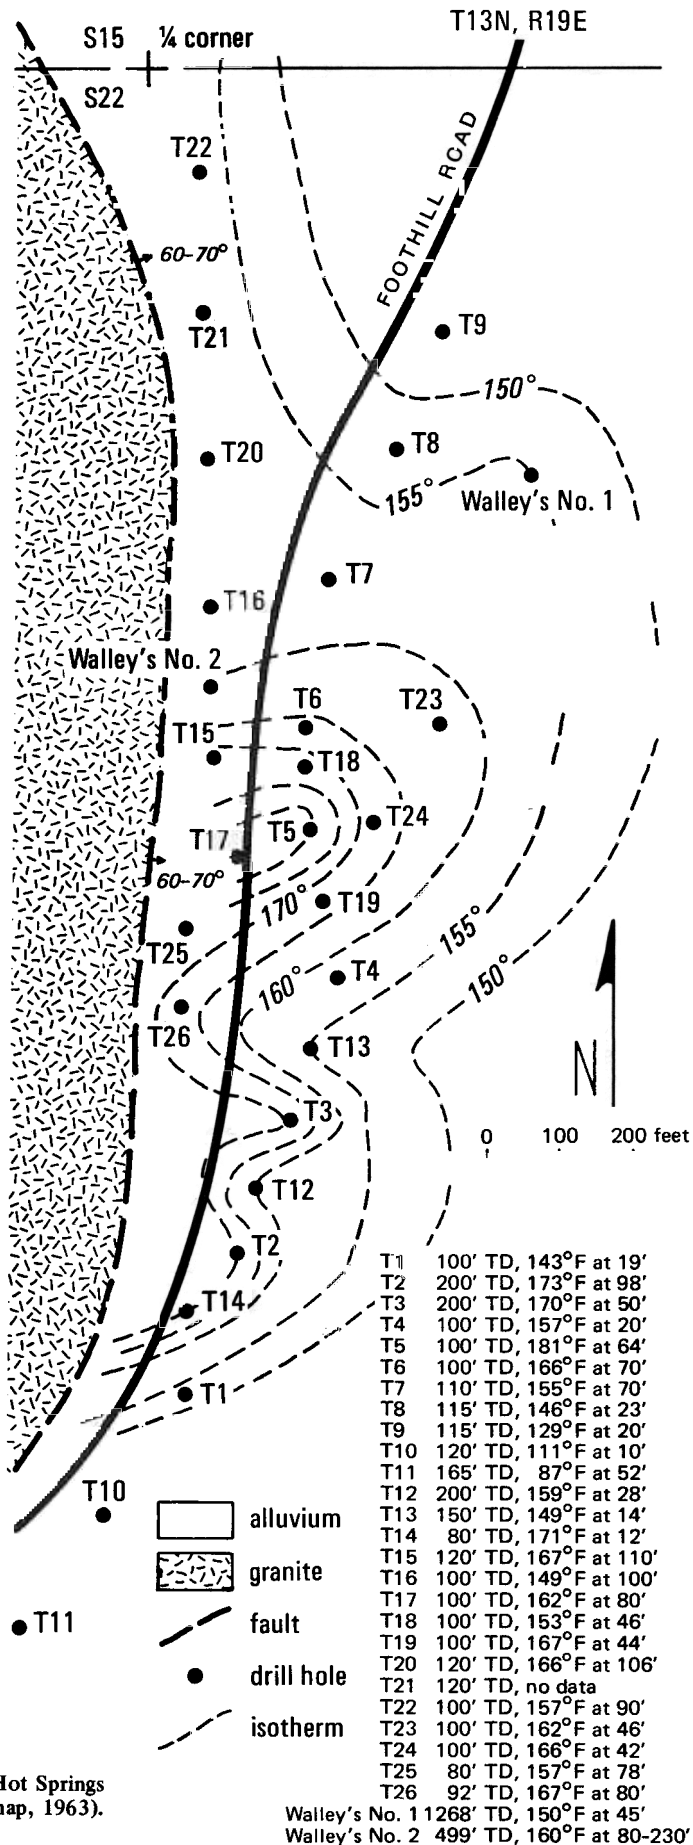 T13N, R19E
S15 ¼ corner
S22
FOOTHILL ROAD
T22
60-70°
T21
T9
150°
T20
T8
155°
Walley's No. 1
T7
T16
Walley's No. 2
T6
T23
T15
T18
T5
T24
T17
60-70°
170°
T19
T25
155°
T4
160°
150°
T26
T13
N
T3
0 100 200 feet
T12
T2
T14
T1
T10
T11
T1 100' TD, 143°F at 19'
T2 200' TD, 173°F at 98'
T3 200' TD, 170°F at 50'
T4 100' TD, 157°F at 20'
T5 100' TD, 181°F at 64'
T6 100' TD, 166°F at 70'
T7 110' TD, 155°F at 70'
T8 115' TD, 146°F at 23'
T9 115' TD, 129°F at 20'
T10 120' TD, 111°F at 10'
T11 165' TD, 87°F at 52'
T12 200' TD, 159°F at 28'
T13 150' TD, 149°F at 14'
T14 80' TD, 171°F at 12'
T15 120' TD, 167°F at 110'
T16 100' TD, 149°F at 100'
T17 100' TD, 162°F at 80'
T18 100' TD, 153°F at 46'
T19 100' TD, 167°F at 44'
T20 120' TD, 166°F at 106'
T21 120' TD, no data
T22 100' TD, 157°F at 90'
T23 100' TD, 162°F at 46'
T24 100' TD, 166°F at 42'
T25 80' TD, 157°F at 78'
T26 92' TD, 167°F at 80'
Walley's No. 1 1268' TD, 150°F at 45'
Walley's No. 2 499' TD, 160°F at 80-230'
alluvium
granite
fault
drill hole
isotherm
Hot Springs
1963).